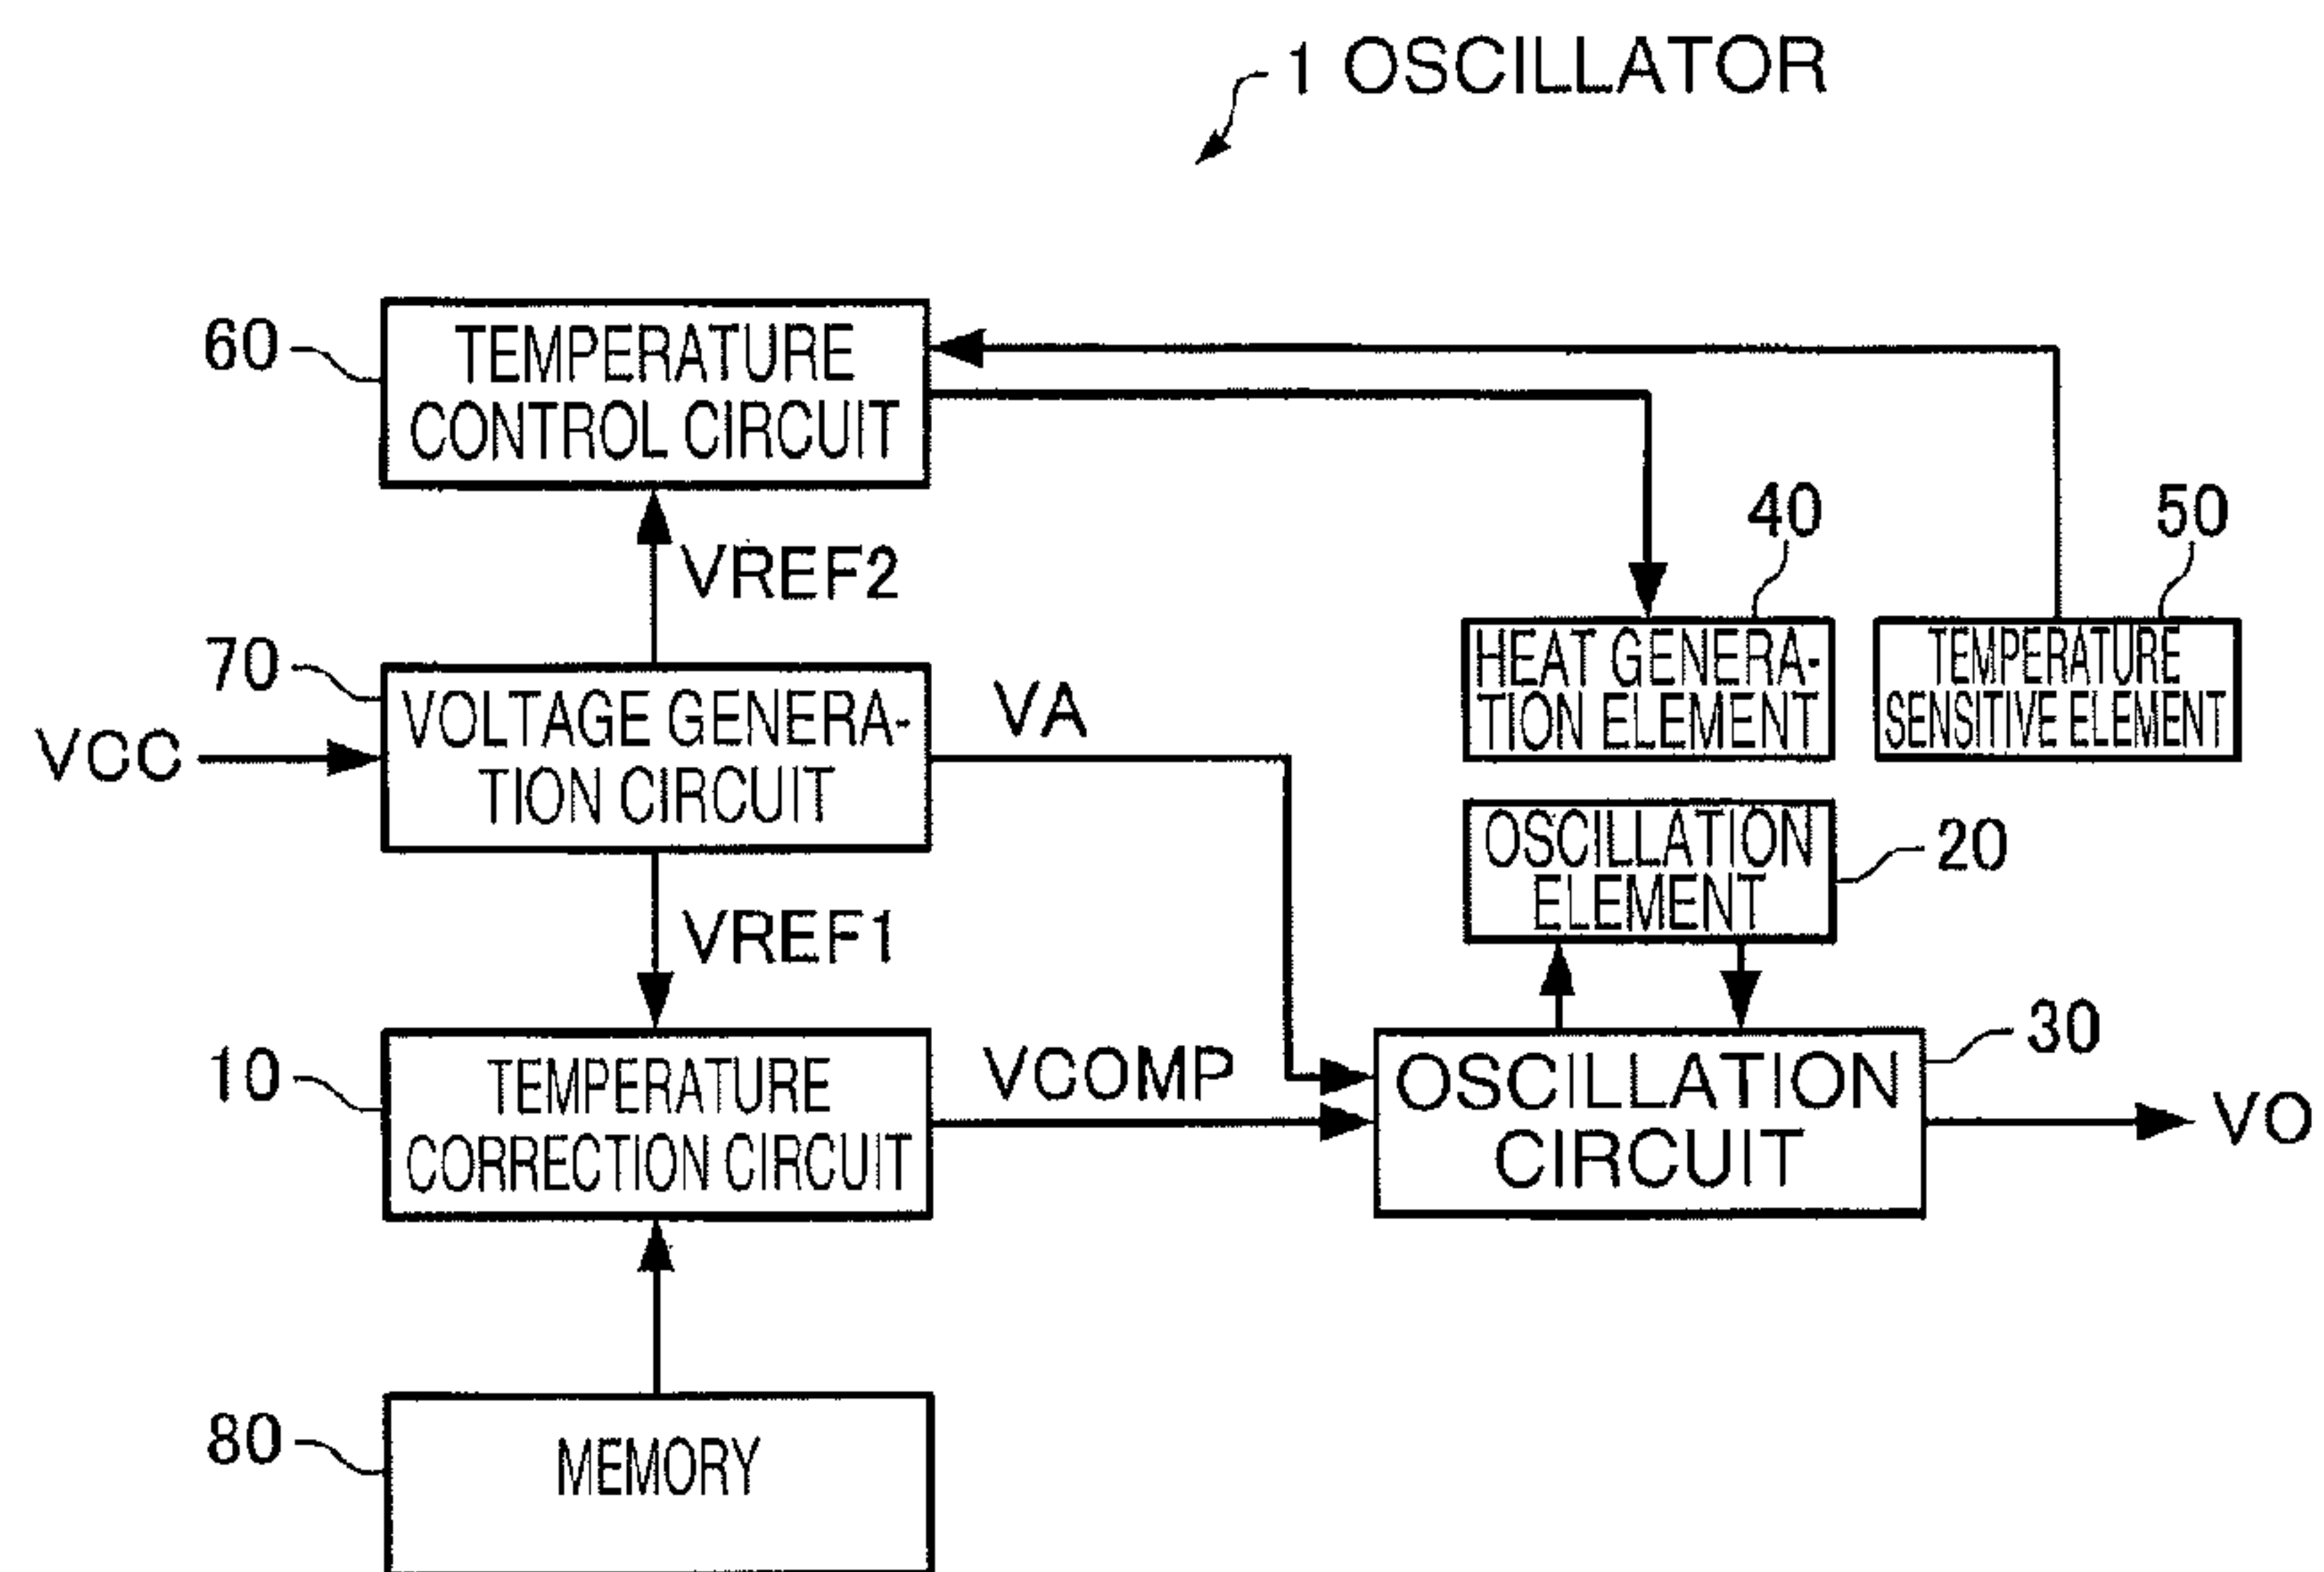 1 OSCILLATOR
60
TEMPERATURE
CONTROL CIRCUIT
VREF2
40
50
HEAT GENERA-
TION ELEMENT
TEMPERATURE
SENSITIVE ELEMENT
70
VCC
VOLTAGE GENERA-
TION CIRCUIT
VA
OSCILLATION
ELEMENT
20
VREF1
10
TEMPERATURE
CORRECTION CIRCUIT
VCOMP
OSCILLATION
CIRCUIT
30
VO
80
MEMORY